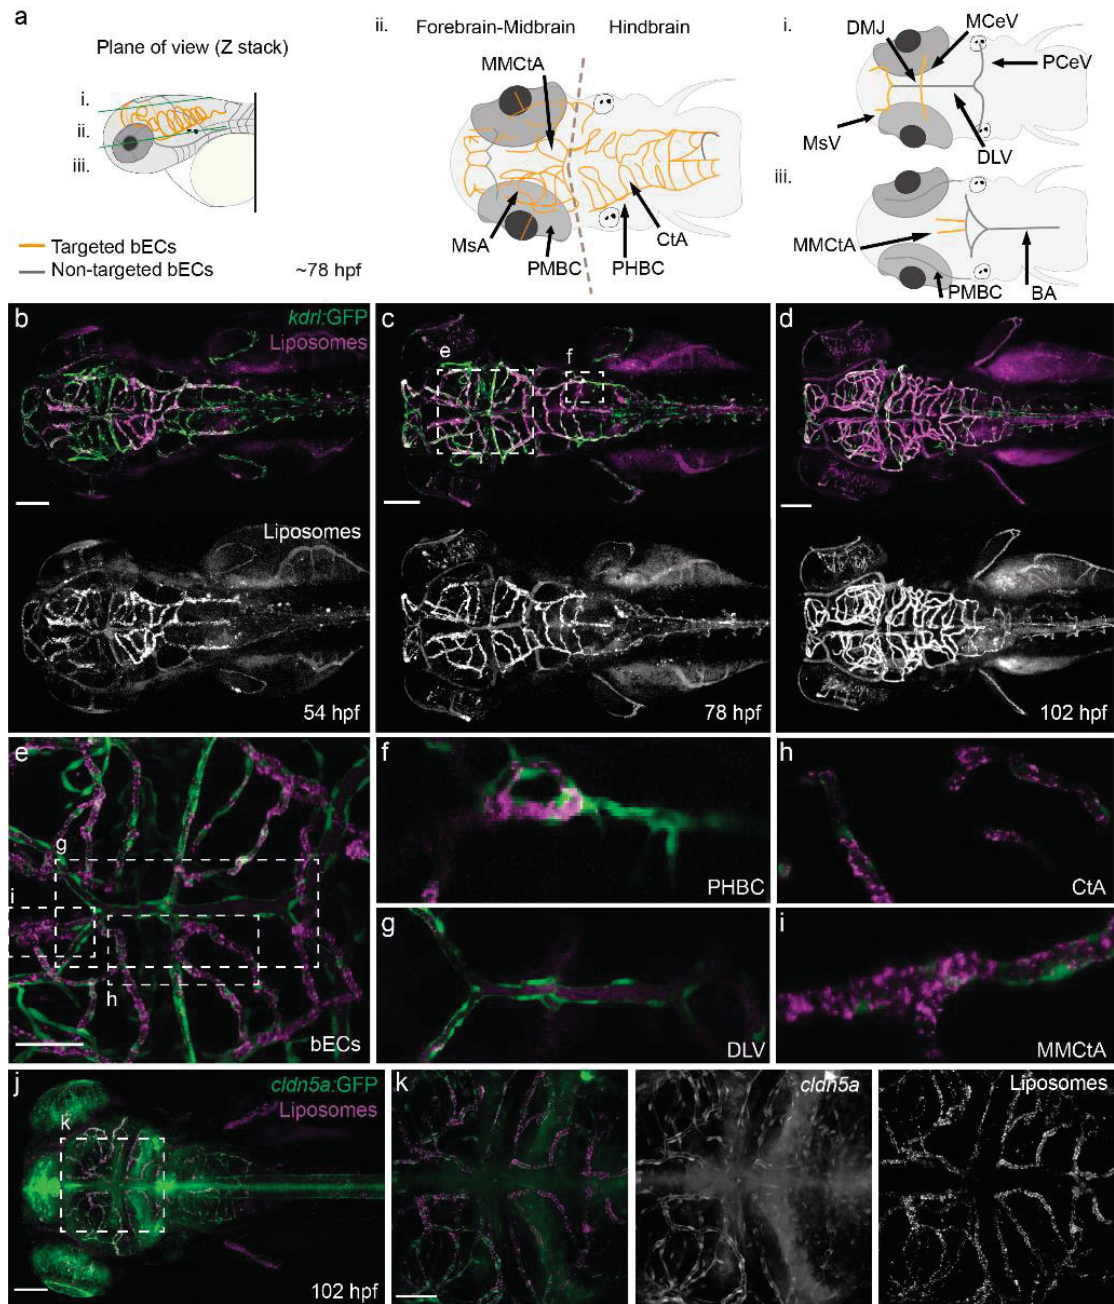 a
Plane of view (Z stack)
i.
ii.
iii.
Targeted bECs
Non-targeted bECs
~78 hpf
ii.
Forebrain-Midbrain
Hindbrain
MMCtA
MsA
PMBC
PHBC
CtA
i.
DMJ
MCeV
PCeV
MsV
DLV
iii.
MMCtA
PMBC
BA
b
kdrl:GFP
Liposomes
Liposomes
54 hpf
c
e
f
78 hpf
d
102 hpf
e
g
i
h
bECs
f
PHBC
h
CtA
g
DLV
i
MMCtA
j
cldn5a:GFP
Liposomes
k
102 hpf
k
cldn5a
Liposomes